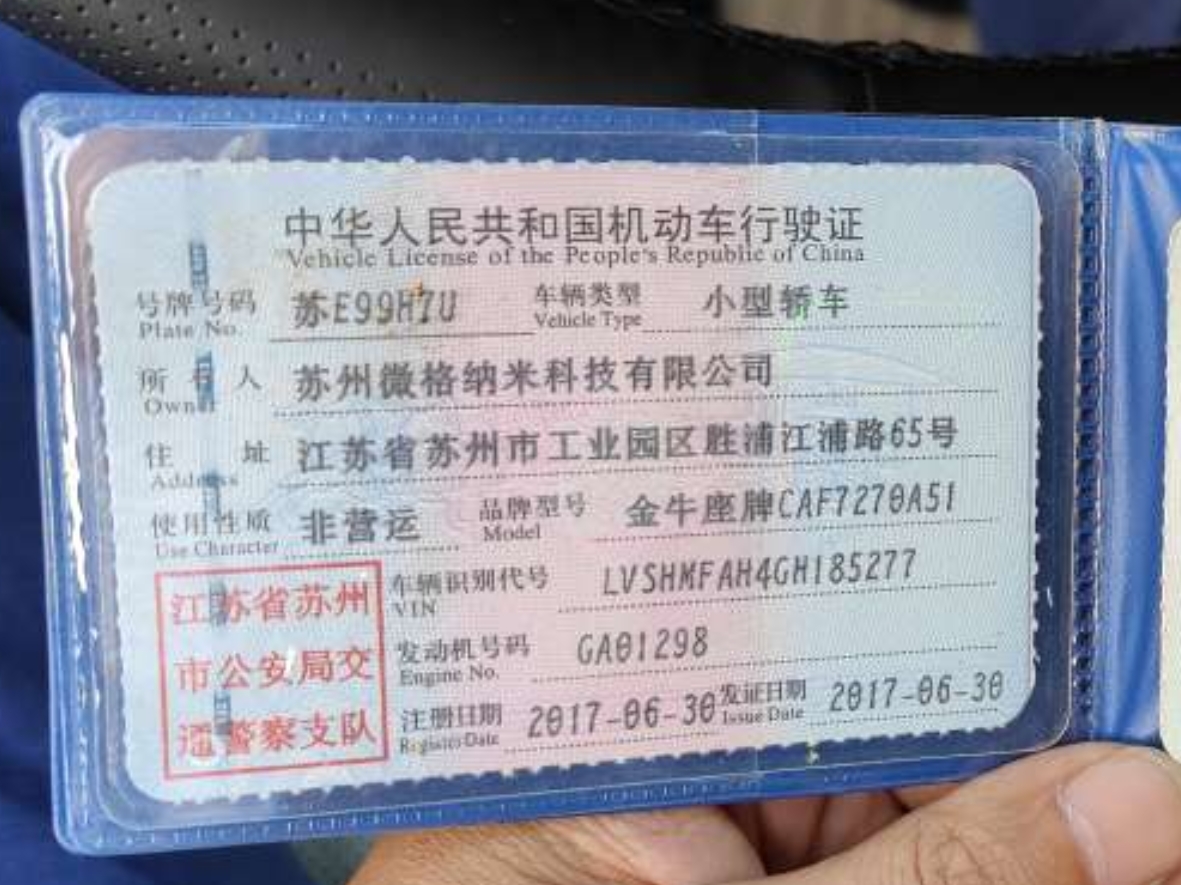 中华人民共和国机动车行驶证
Vehicle License of the People's Republic of China
号牌号码 苏E99H7U 车辆类型 小型轿车
Plate No. Vehicle Type
所有人 苏州微格纳米科技有限公司
Owner
住址 江苏省苏州市工业园区胜浦江浦路65号
Address
使用性质 非营运 品牌型号 金牛座牌CAF7270A51
Use Character Model
车辆识别代号 LVSHMFAH4GH185277
VIN
发动机号码 GA01298
Engine No.
注册日期 2017-06-30 发证日期 2017-06-30
Register Date Issue Date
江苏省苏州
市公安局交
通警察支队